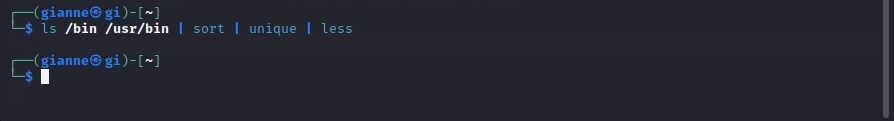 ┌──(gianne㉿gi)-[~]
└─$ ls /bin /usr/bin | sort | unique | less
┌──(gianne㉿gi)-[~]
└─$